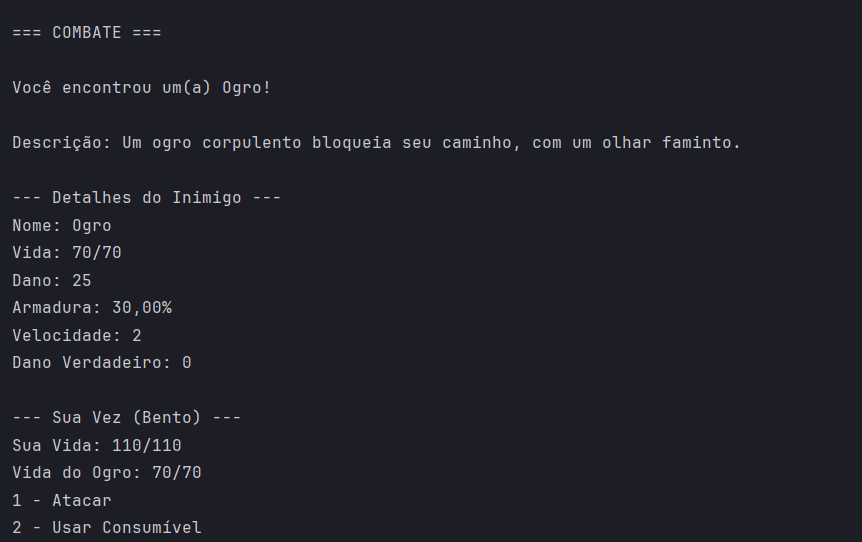 === COMBATE ===
Você encontrou um(a) Ogro!
Descrição: Um ogro corpulento bloqueia seu caminho, com um olhar faminto.
--- Detalhes do Inimigo ---
Nome: Ogro
Vida: 70/70
Dano: 25
Armadura: 30,00%
Velocidade: 2
Dano Verdadeiro: 0
--- Sua Vez (Bento) ---
Sua Vida: 110/110
Vida do Ogro: 70/70
1 - Atacar
2 - Usar Consumível